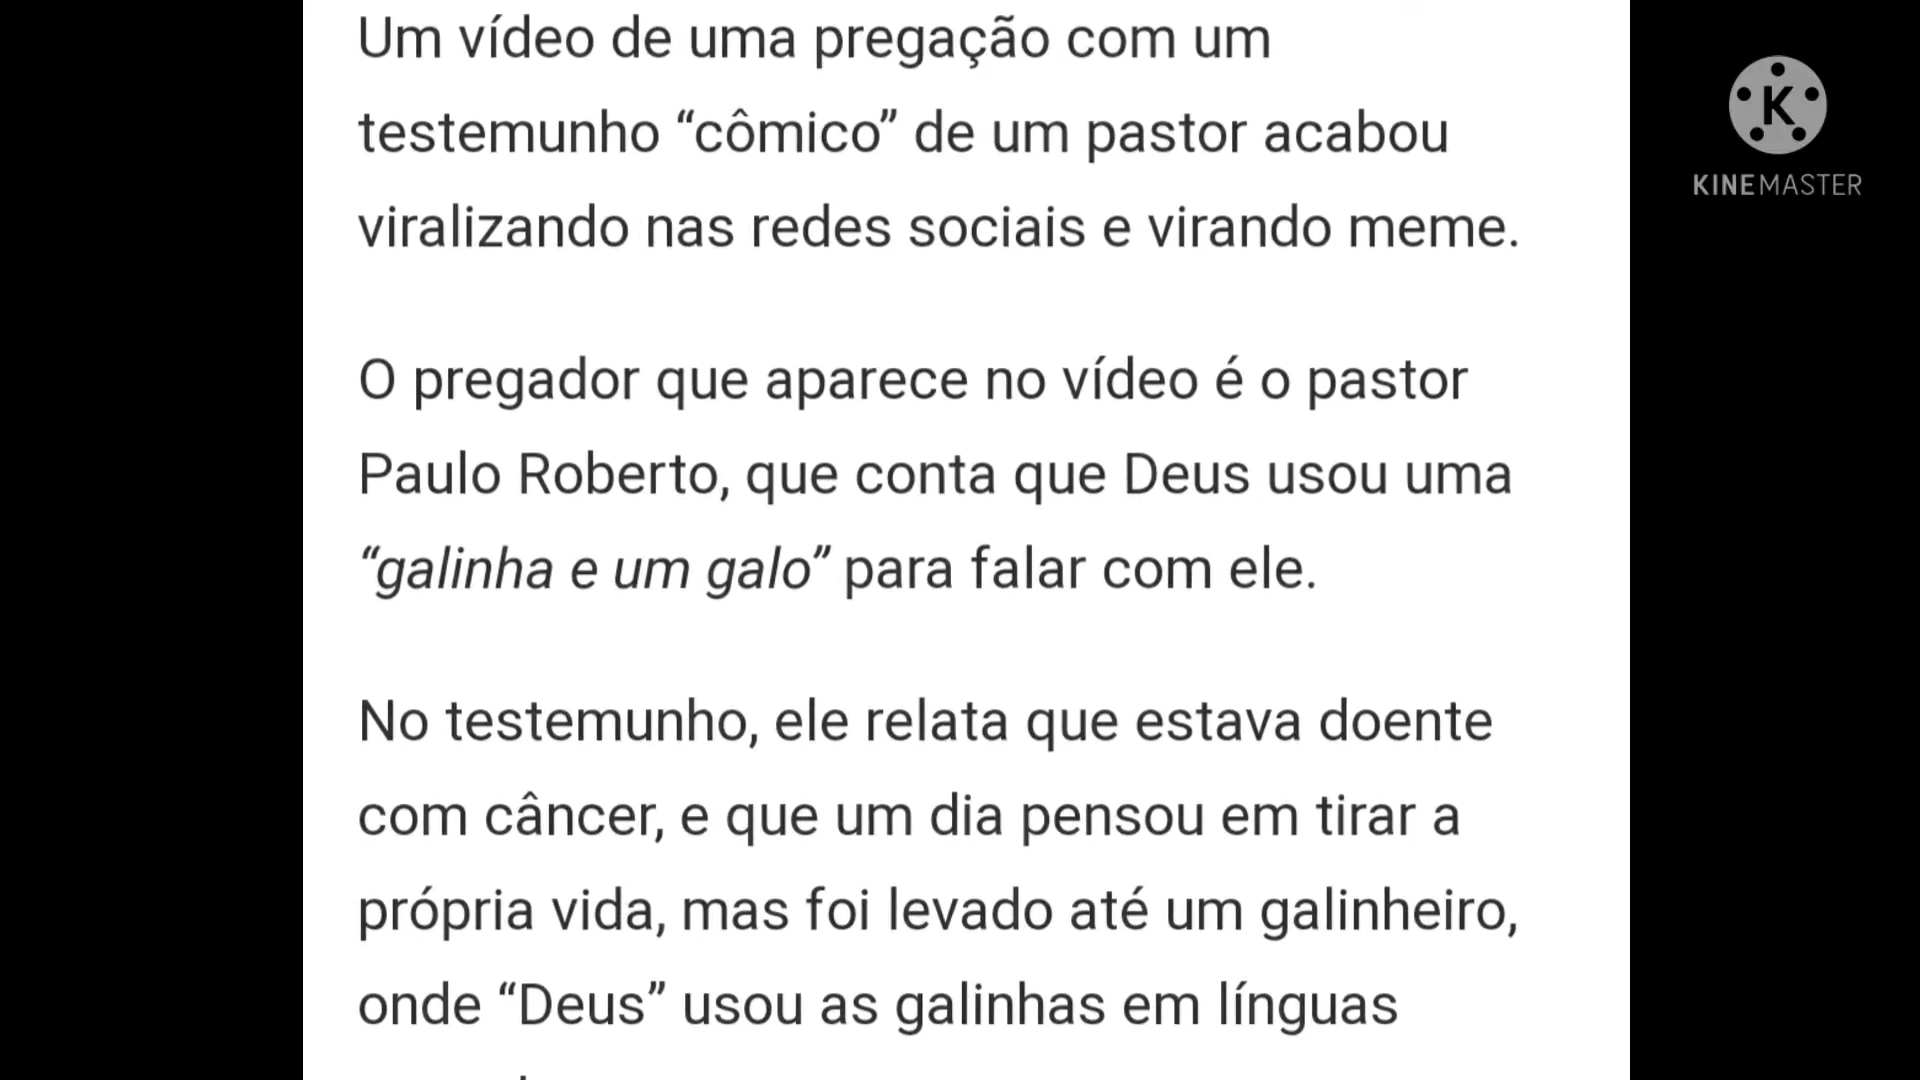 Um vídeo de uma pregação com um
testemunho “cômico” de um pastor acabou
viralizando nas redes sociais e virando meme.
O pregador que aparece no vídeo é o pastor
Paulo Roberto, que conta que Deus usou uma
“galinha e um galo” para falar com ele.
No testemunho, ele relata que estava doente
com câncer, e que um dia pensou em tirar a
própria vida, mas foi levado até um galinheiro,
onde “Deus” usou as galinhas em línguas
K
KINEMASTER